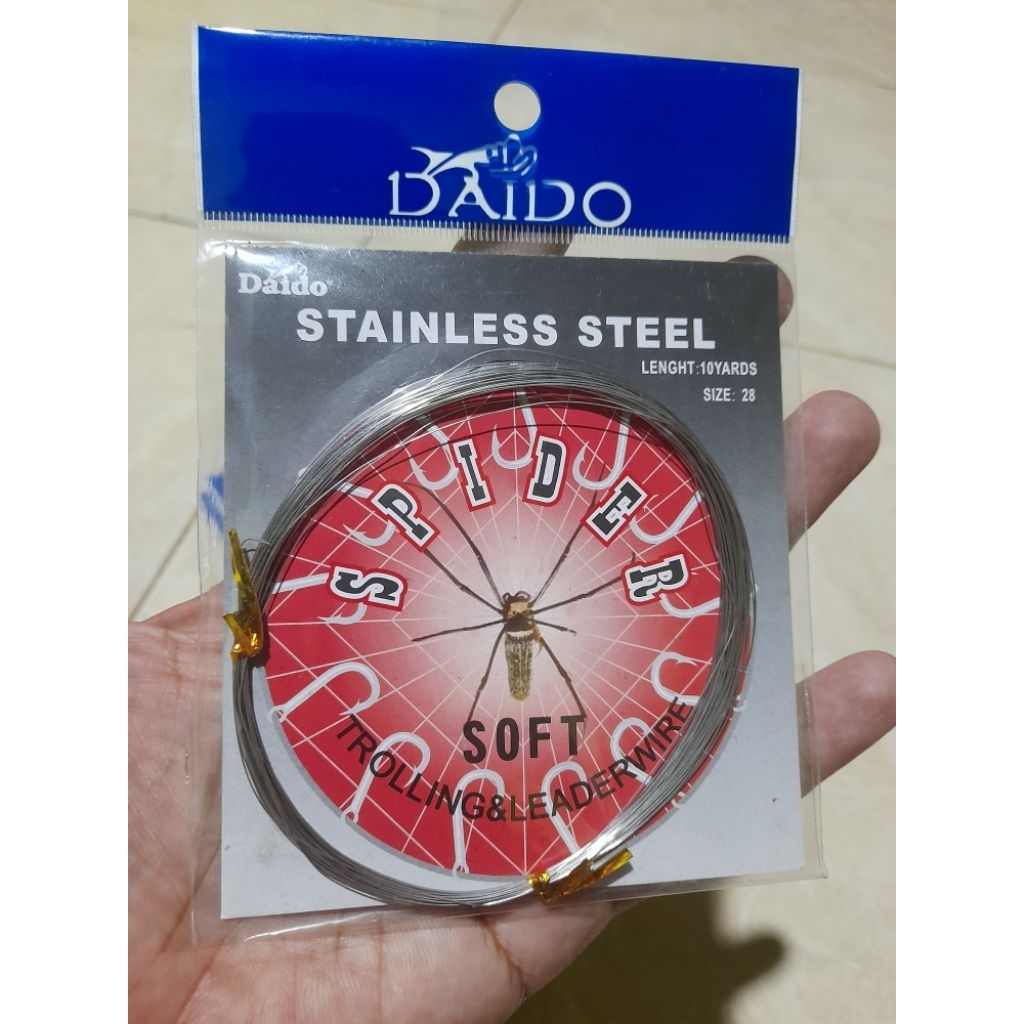 DAIDO
Daido
STAINLESS STEEL
LENGHT:10YARDS
SIZE: 28
SPIDER
SOFT
TROLLING&LEADERWIRE